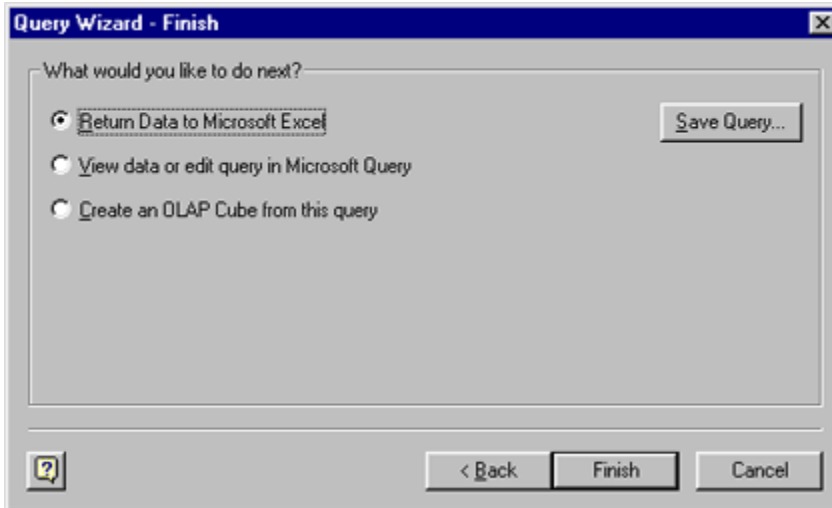 Query Wizard - Finish
What would you like to do next?
Return Data to Microsoft Excel
Save Query...
View data or edit query in Microsoft Query
Create an OLAP Cube from this query
< Back
Finish
Cancel